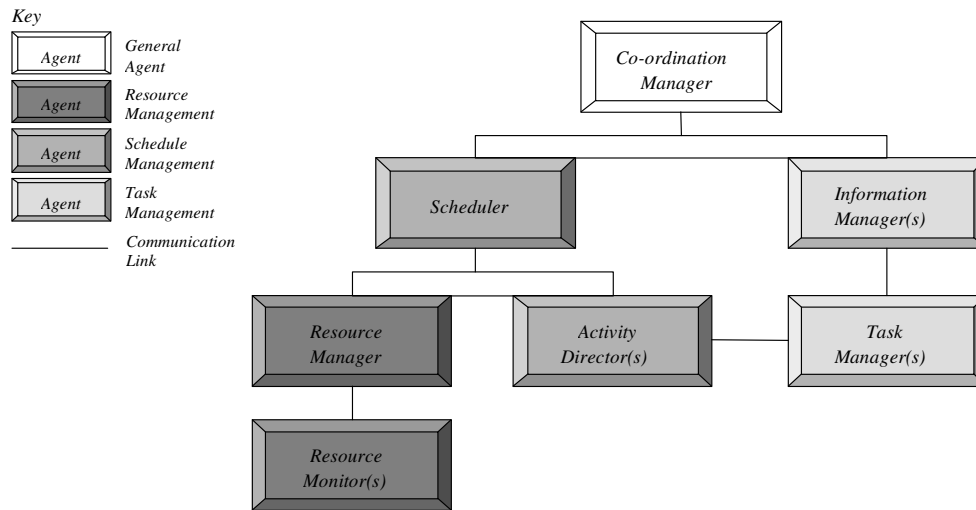 Key
Agent
General
Agent
Agent
Resource
Management
Agent
Schedule
Management
Agent
Task
Management
Communication
Link
Co-ordination
Manager
Scheduler
Information
Manager(s)
Resource
Manager
Activity
Director(s)
Task
Manager(s)
Resource
Monitor(s)